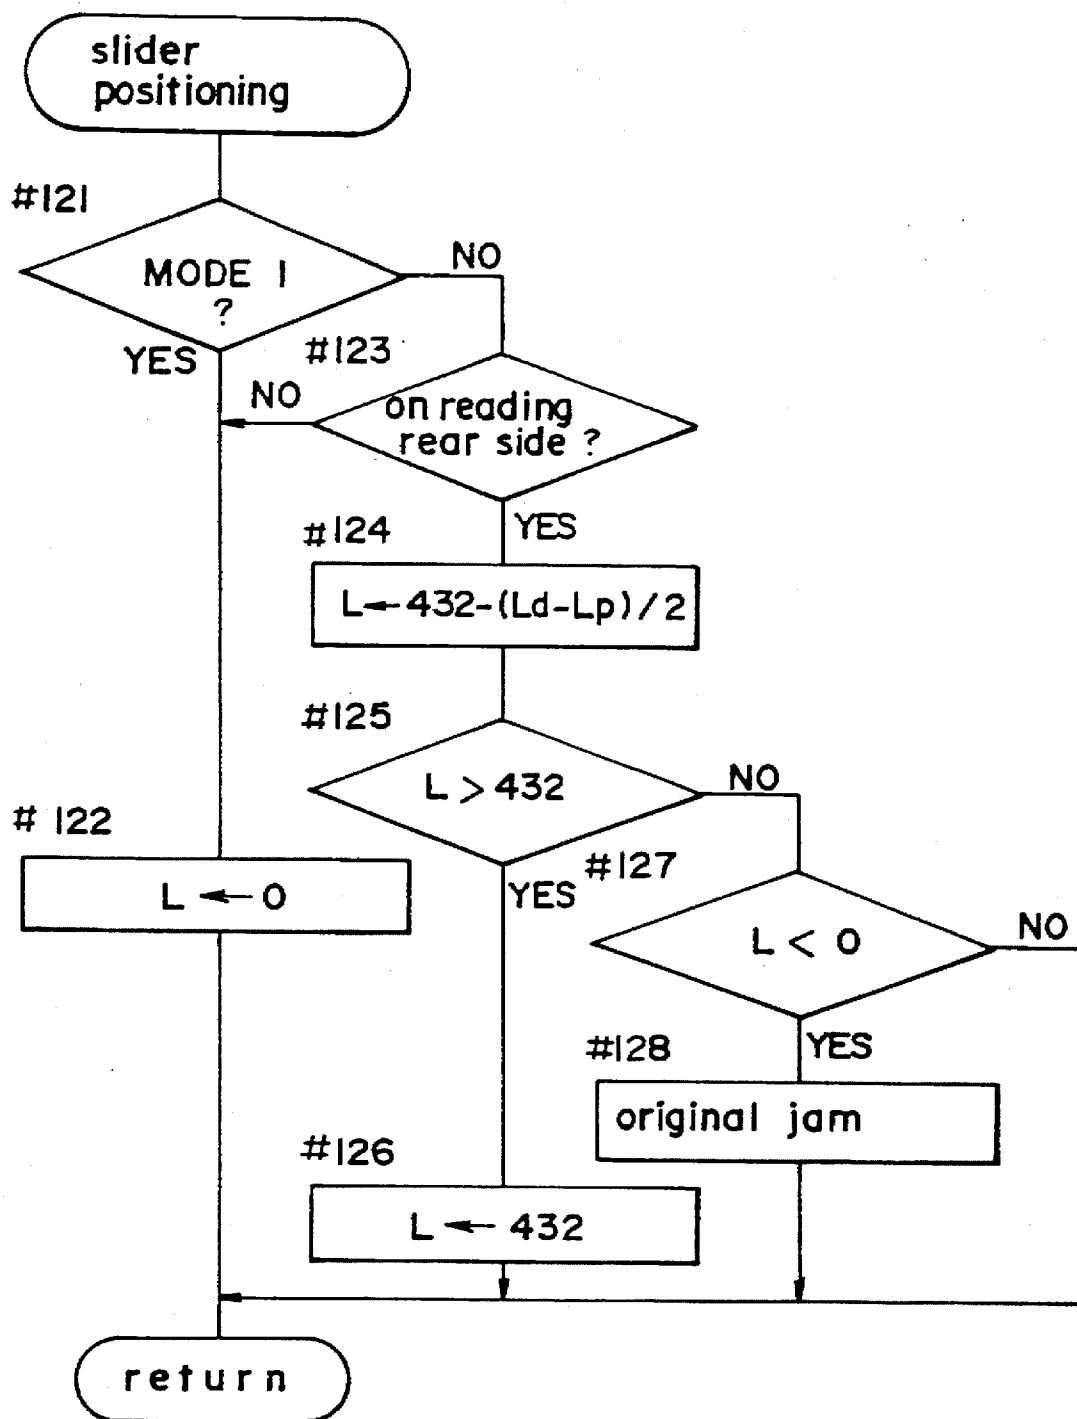 slider
positioning
#121
MODE 1
?
NO
YES
#123
NO
on reading
rear side ?
YES
#124
L←432-(Ld-Lp)/2
#125
L > 432
NO
YES
# 122
L ← 0
#127
L < 0
NO
YES
#128
original jam
#126
L ← 432
return